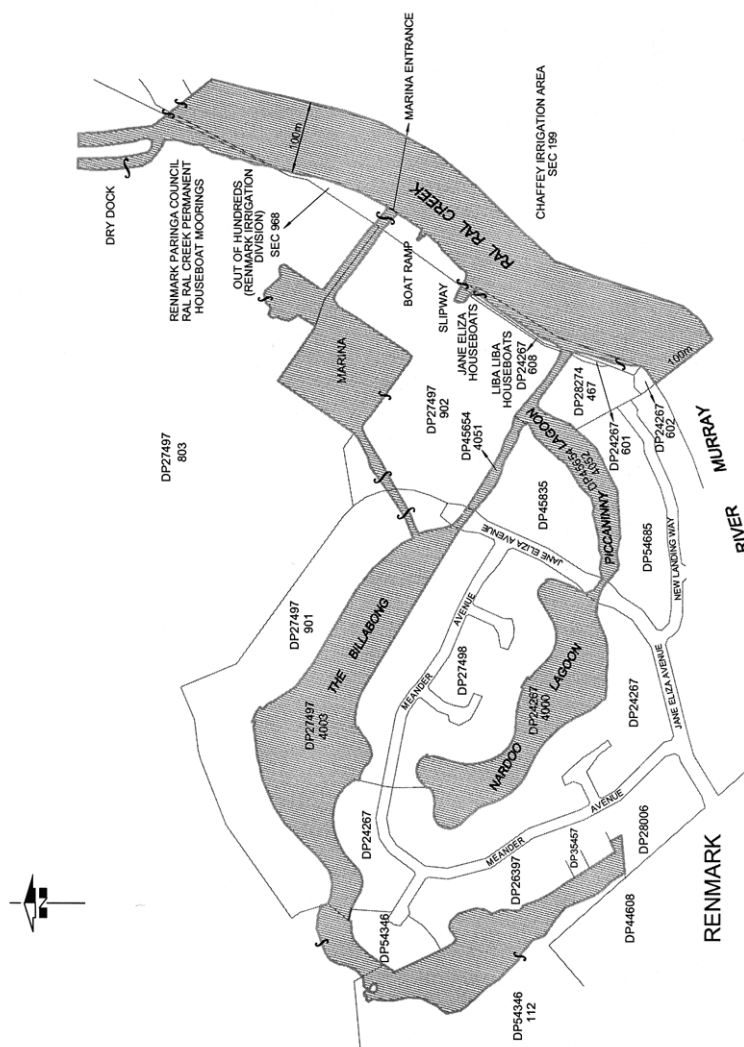 DRY DOCK
RENMARK PARINGA COUNCIL
RAL RAL CREEK PERMANENT
HOUSEBOAT MOORINGS
OUT OF HUNDREDS
(RENMARK IRRIGATION
DIVISION)
SEC 968
100m
MARINA ENTRANCE
CHAFFEY IRRIGATION AREA
SEC 199
RAL RAL CREEK
BOAT RAMP
SLIPWAY
JANE ELIZA
HOUSEBOATS
LIBA LIBA
HOUSEBOATS
DP24267
608
MARINA
DP27497
803
DP27497
902
DP45654
4051
DP28274
467
100m
DP24267
601
DP24267
602
PICCANINNY LAGOON
DP45654
4052
DP45835
DP54685
NEW LANDING WAY
RIVER MURRAY
JANE ELIZA AVENUE
DP27497
901
THE BILLABONG
DP27497
4003
MEANDER AVENUE
DP27498
NARDOO LAGOON
DP24267
4000
DP24267
JANE ELIZA AVENUE
DP24267
MEANDER AVENUE
DP35457
DP28006
DP26397
DP54346
DP44608
DP54346
112
RENMARK
N